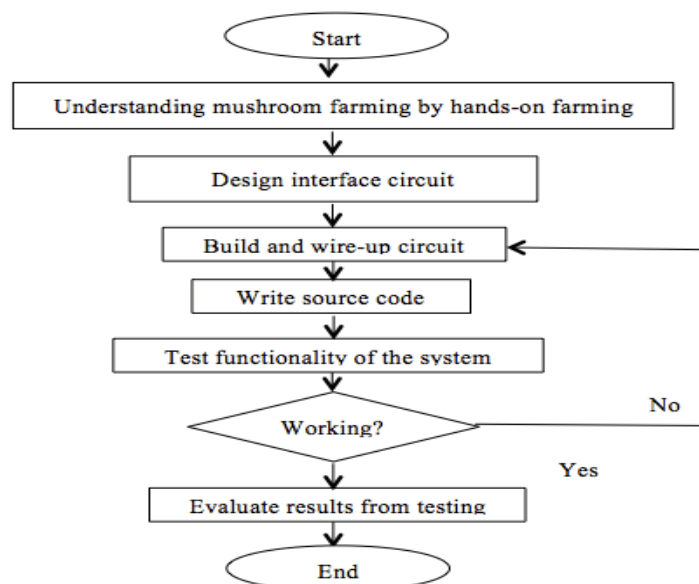 Start
Understanding mushroom farming by hands-on farming
Design interface circuit
Build and wire-up circuit
Write source code
Test functionality of the system
No
Working?
Yes
Evaluate results from testing
End